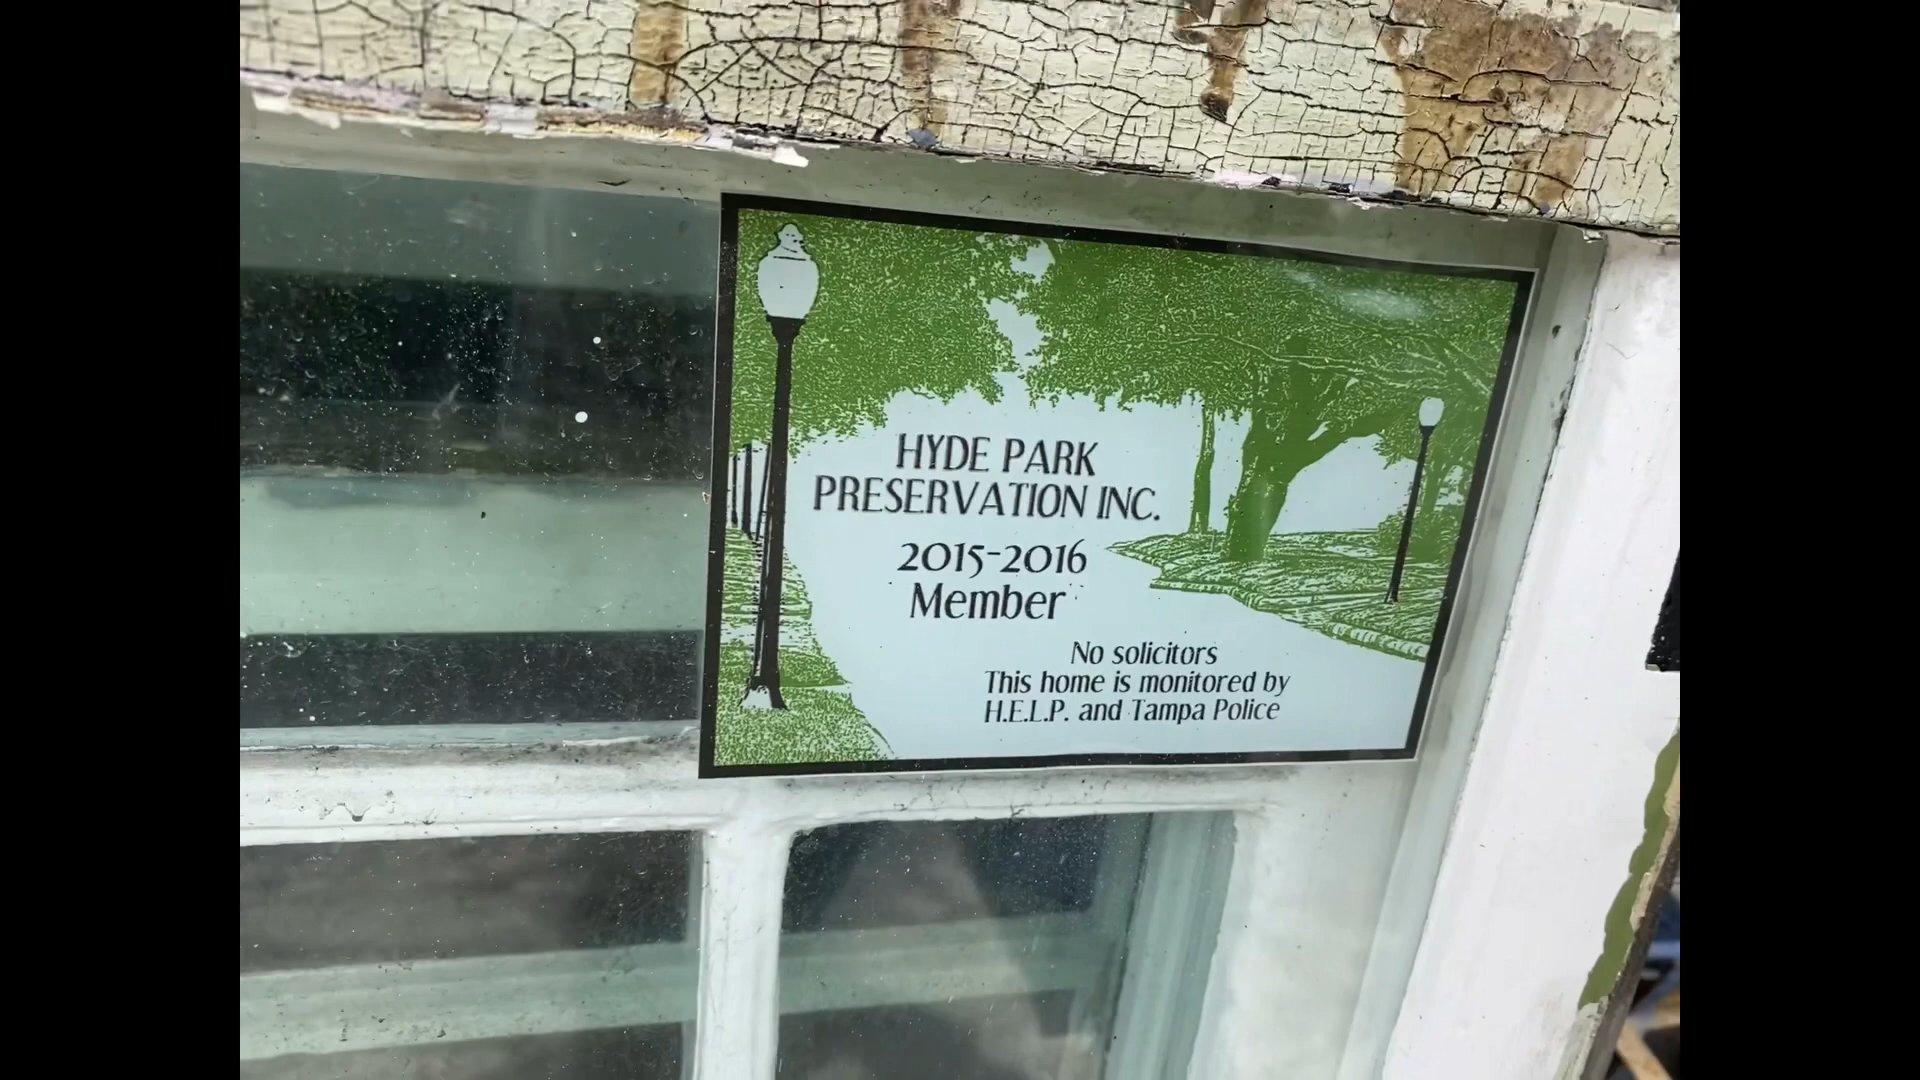 HYDE PARK
PRESERVATION INC.
2015-2016
Member
No solicitors
This home is monitored by
H.E.L.P. and Tampa Police